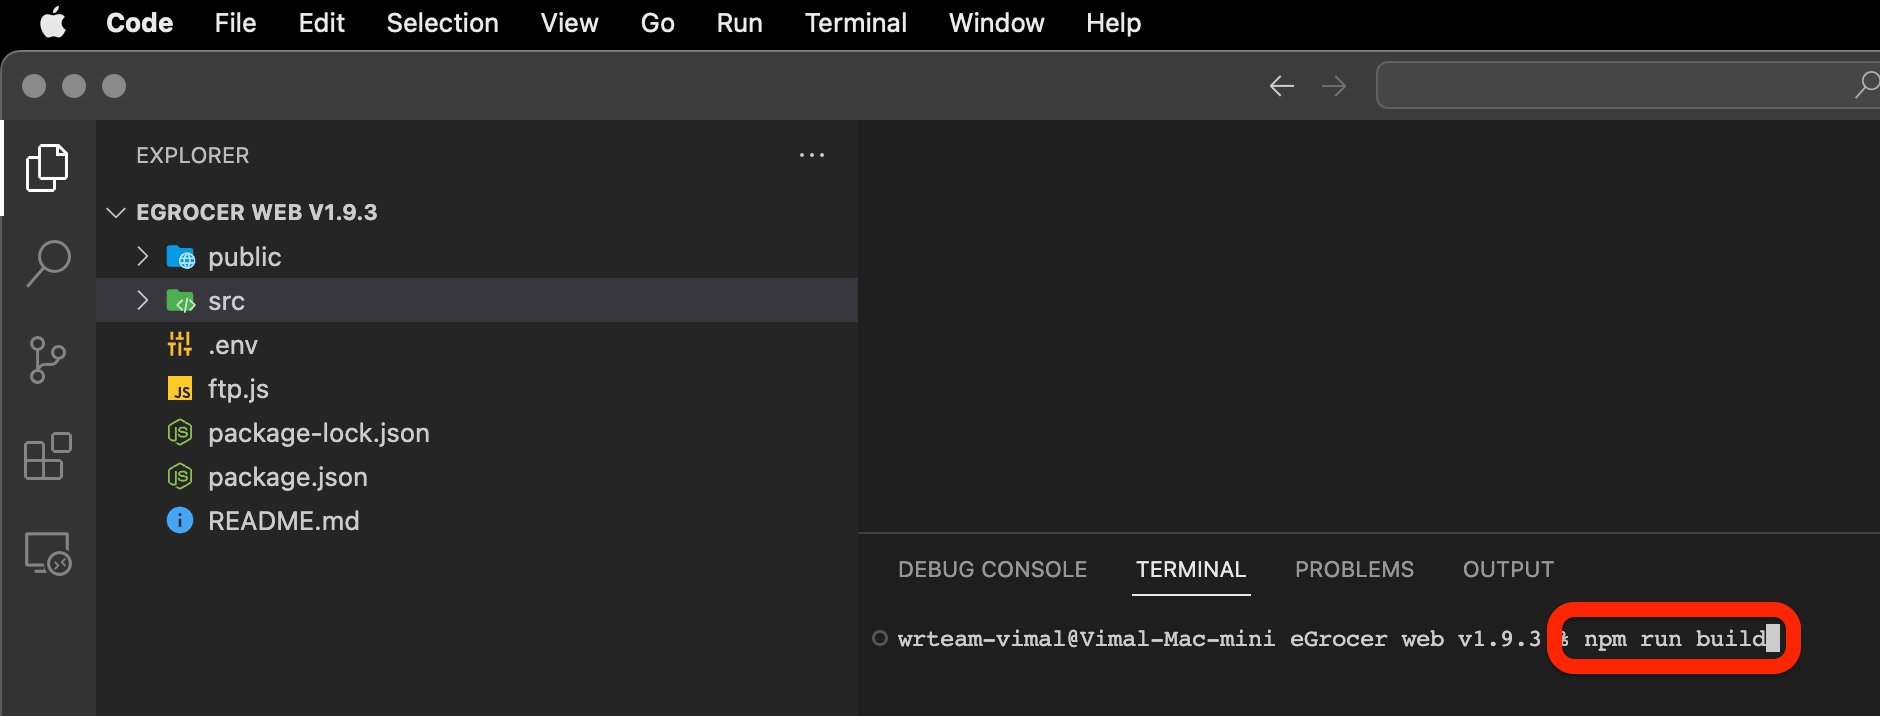 Code File Edit Selection View Go Run Terminal Window Help
EXPLORER
EGROCER WEB V1.9.3
public
src
.env
JS ftp.js
package-lock.json
package.json
README.md
DEBUG CONSOLE TERMINAL PROBLEMS OUTPUT
wrteam-vimal@Vimal-Mac-mini eGrocer web v1.9.3 % npm run build